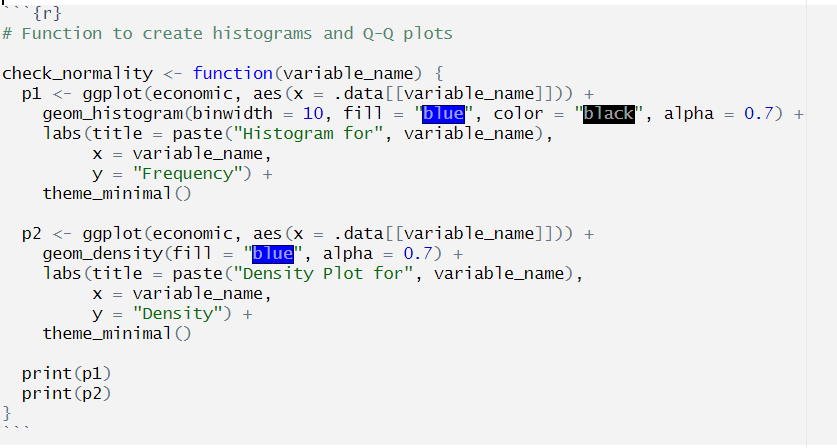 ```{r}
# Function to create histograms and Q-Q plots

check_normality <- function(variable_name) {
  p1 <- ggplot(economic, aes(x = .data[[variable_name]])) +
    geom_histogram(binwidth = 10, fill = "blue", color = "black", alpha = 0.7) +
    labs(title = paste("Histogram for", variable_name),
         x = variable_name,
         y = "Frequency") +
    theme_minimal()

  p2 <- ggplot(economic, aes(x = .data[[variable_name]])) +
    geom_density(fill = "blue", alpha = 0.7) +
    labs(title = paste("Density Plot for", variable_name),
         x = variable_name,
         y = "Density") +
    theme_minimal()

  print(p1)
  print(p2)
}
```